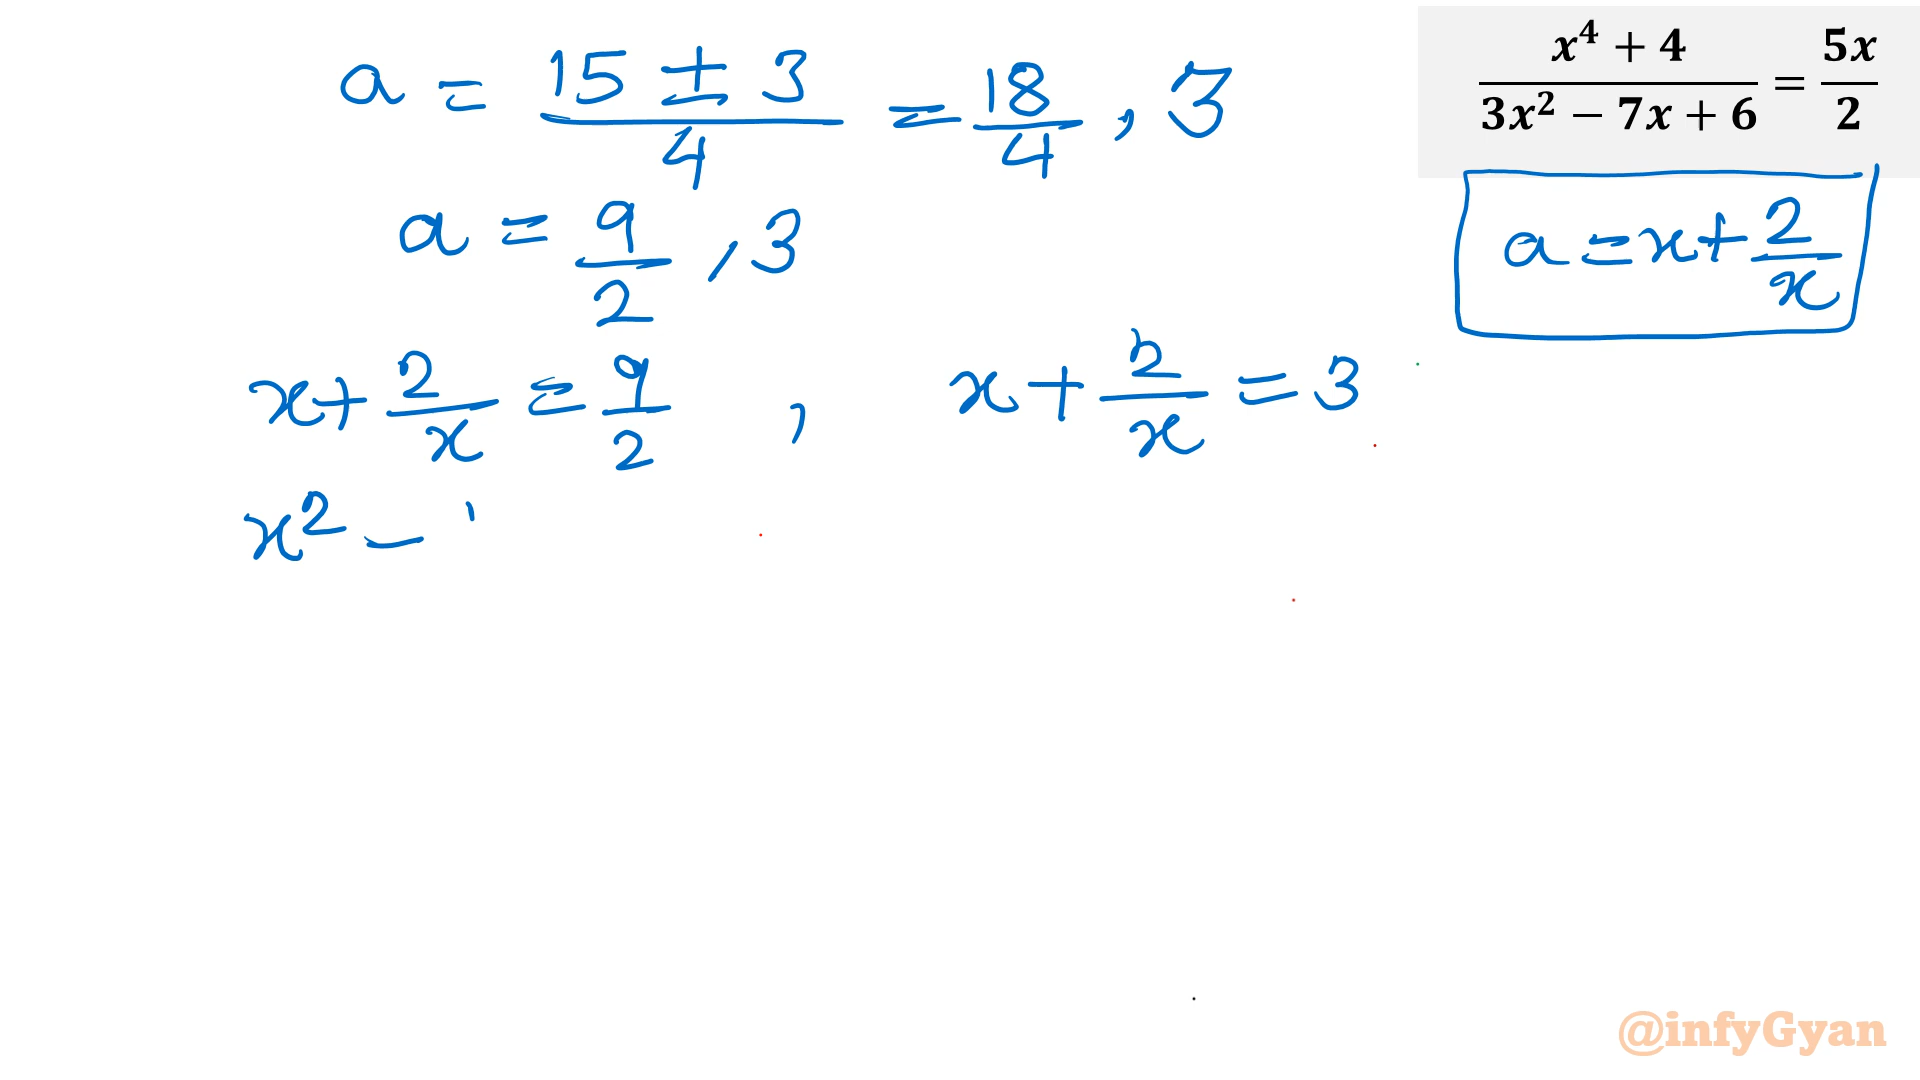 a = (15 ± 3)/4 = 18/4 , 3
(x⁴ + 4)/(3x² − 7x + 6) = 5x/2
a = 9/2 , 3
a = x + 2/x
x + 2/x = 9/2 , x + 2/x = 3
x² −
@infyGyan